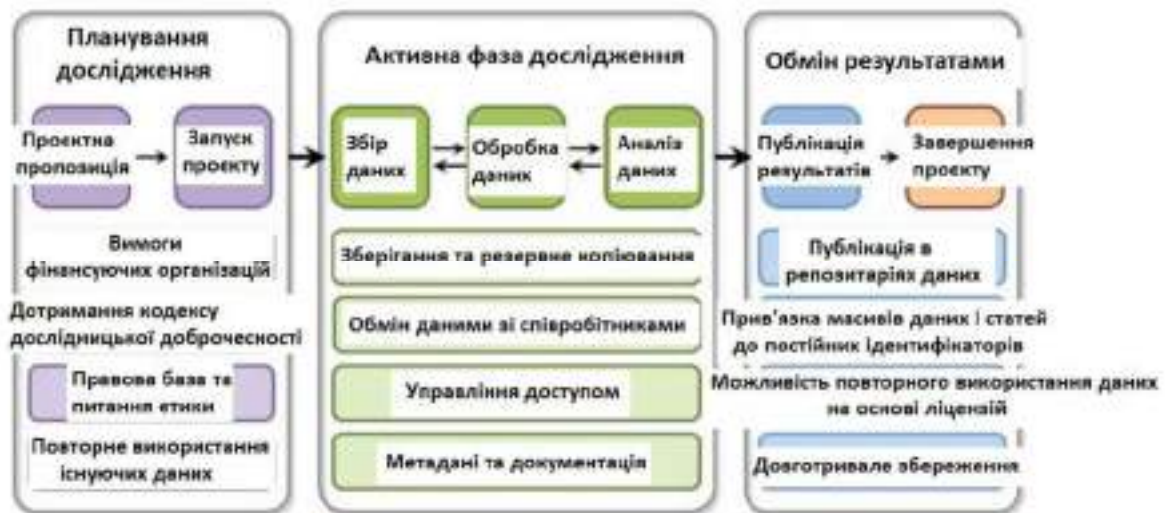 Планування
дослідження
Проєктна
пропозиція
Запуск
проєкту
Вимоги
фінансуючих організацій
Дотримання кодексу
дослідницької доброчесності
Правова база та
питання етики
Повторне використання
існуючих даних
Активна фаза дослідження
Збір
даних
Обробка
даних
Аналіз
даних
Зберігання та резервне копіювання
Обмін даними зі співробітниками
Управління доступом
Метадані та документація
Обмін результатами
Публікація
результатів
Завершення
проєкту
Публікація в
репозитаріях даних
Прив'язка масивів даних і статей
до постійних ідентифікаторів
Можливість повторного використання даних
на основі ліцензій
Довготривале збереження